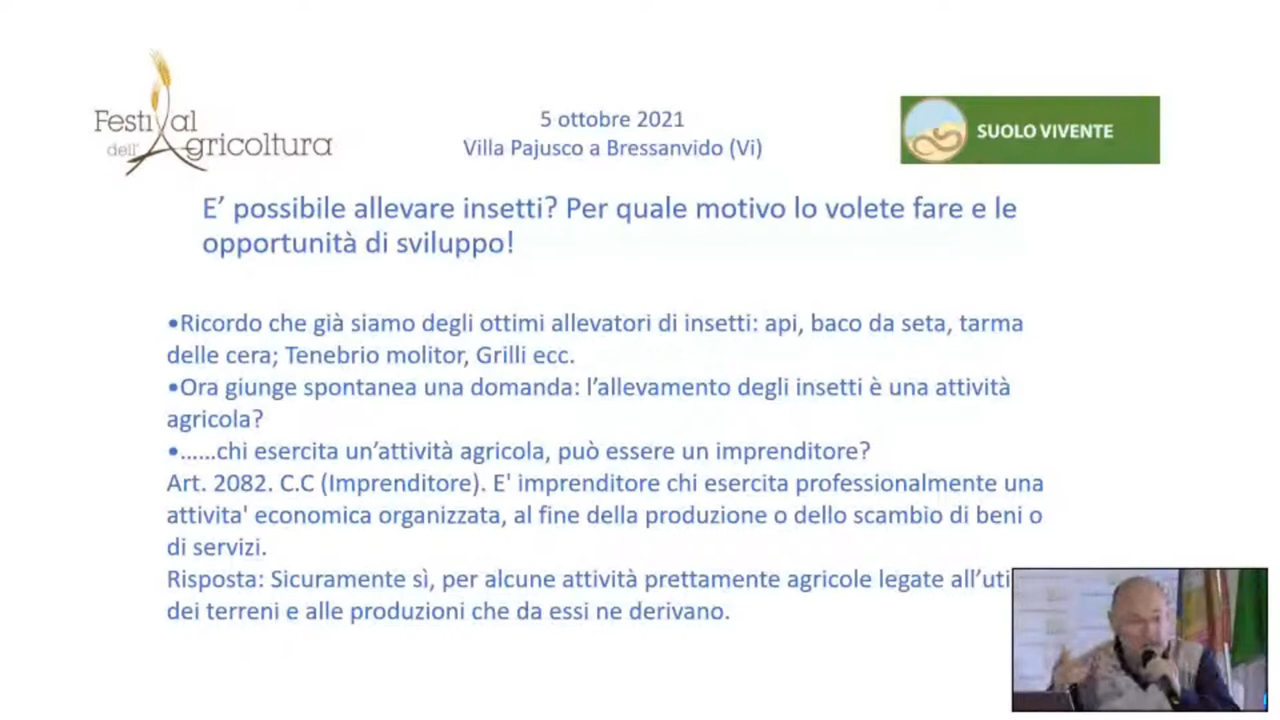 Festival
dell'Agricoltura
5 ottobre 2021
Villa Pajusco a Bressanvido (Vi)
SUOLO VIVENTE
E’ possibile allevare insetti? Per quale motivo lo volete fare e le
opportunità di sviluppo!
•Ricordo che già siamo degli ottimi allevatori di insetti: api, baco da seta, tarma
delle cera; Tenebrio molitor, Grilli ecc.
•Ora giunge spontanea una domanda: l’allevamento degli insetti è una attività
agricola?
•……chi esercita un’attività agricola, può essere un imprenditore?
Art. 2082. C.C (Imprenditore). E' imprenditore chi esercita professionalmente una
attivita' economica organizzata, al fine della produzione o dello scambio di beni o
di servizi.
Risposta: Sicuramente sì, per alcune attività prettamente agricole legate
dei terreni e alle produzioni che da essi ne derivano.